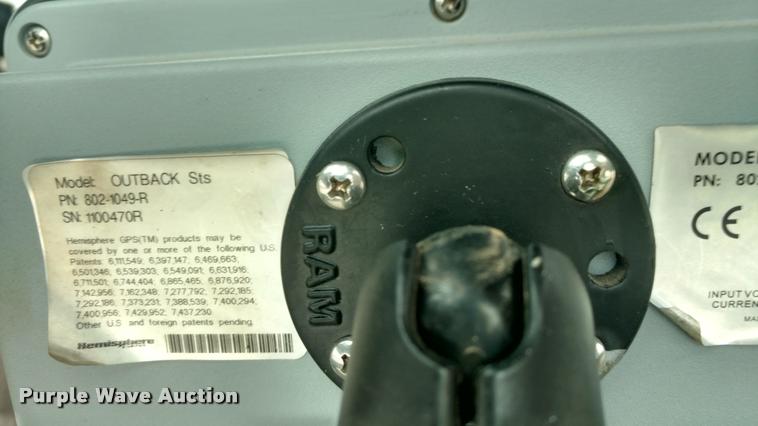 Model: OUTBACK Sts
PN: 802-1049-R
SN: 1100470R
Hemisphere GPS(TM) products may be
covered by one or more of the following U.S.
Patents: 6,111,549; 6,397,147; 6,469,663;
6,501,346; 6,539,303; 6,549,091; 6,631,916;
6,711,501; 6,744,404; 6,865,465; 6,876,920;
7,142,956; 7,162,348; 7,277,792; 7,292,185;
7,292,186; 7,373,231; 7,388,539; 7,400,294;
7,400,956; 7,429,952; 7,437,230.
Other U.S and foreign patents pending.
Hemisphere
RAM
MODE
PN: 80
CE
INPUT VO
CURREN
MA
Purple Wave Auction